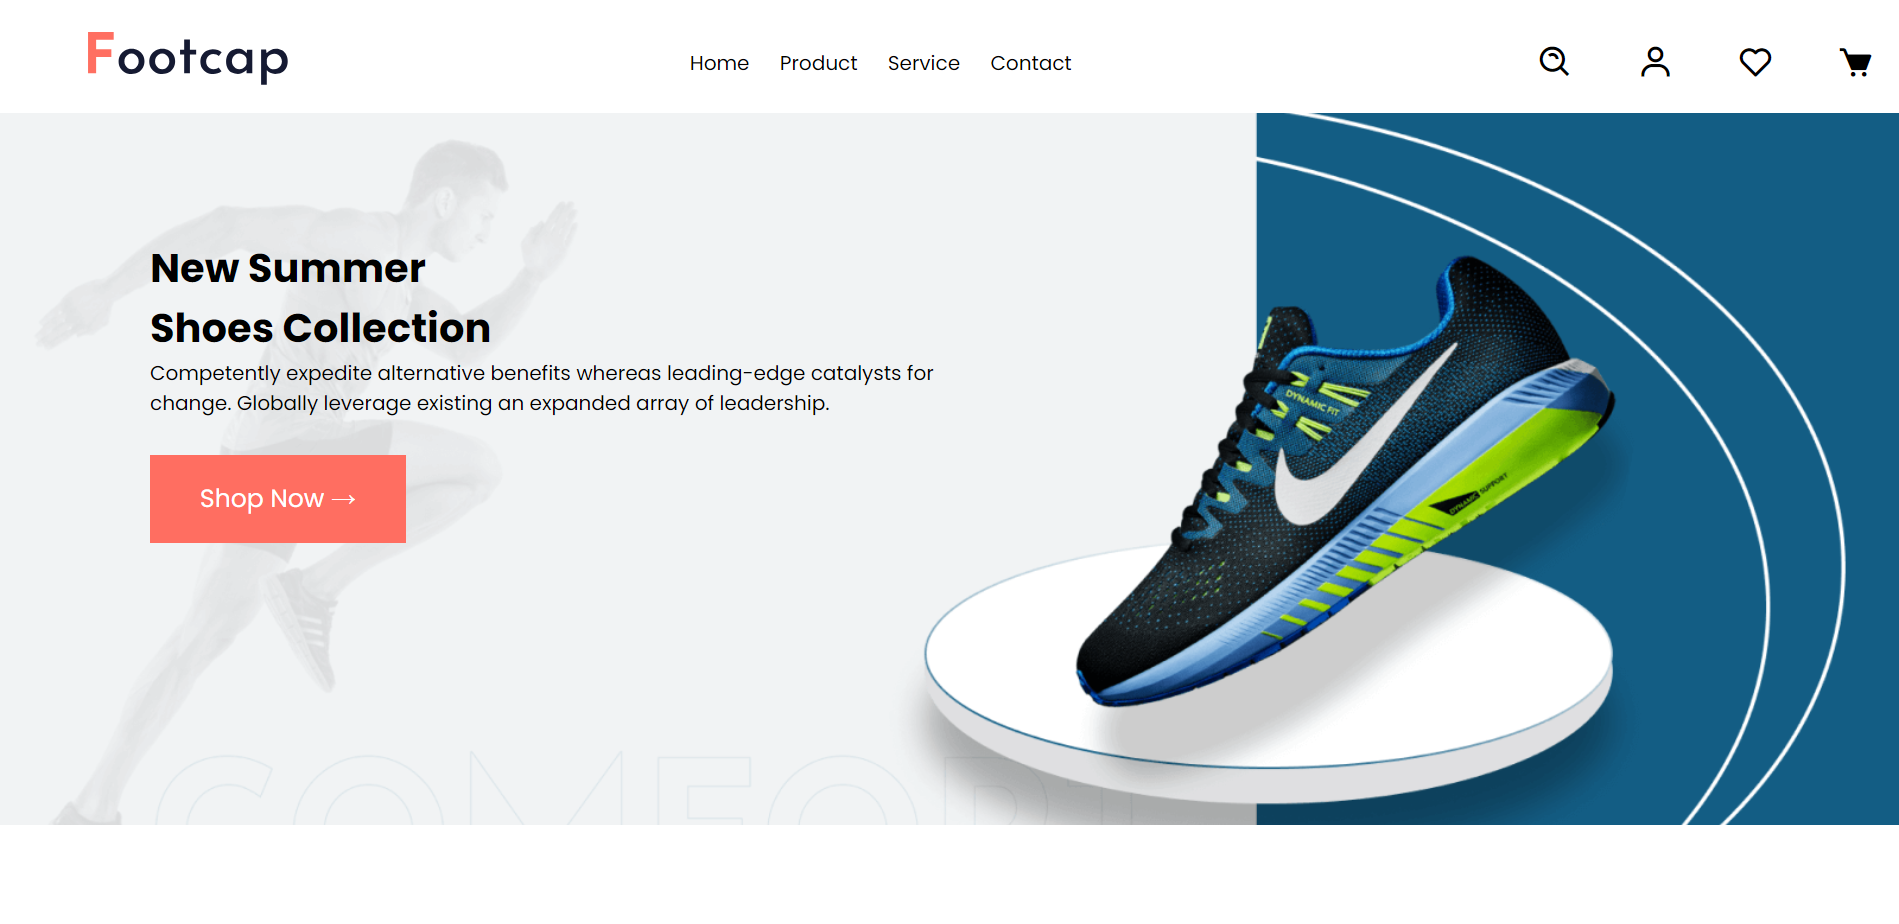 Footcap
Home Product Service Contact
New Summer
Shoes Collection
Competently expedite alternative benefits whereas leading-edge catalysts for
change. Globally leverage existing an expanded array of leadership.
Shop Now →
DYNAMIC FIT
DYNAMIC SUPPORT
COMFORT